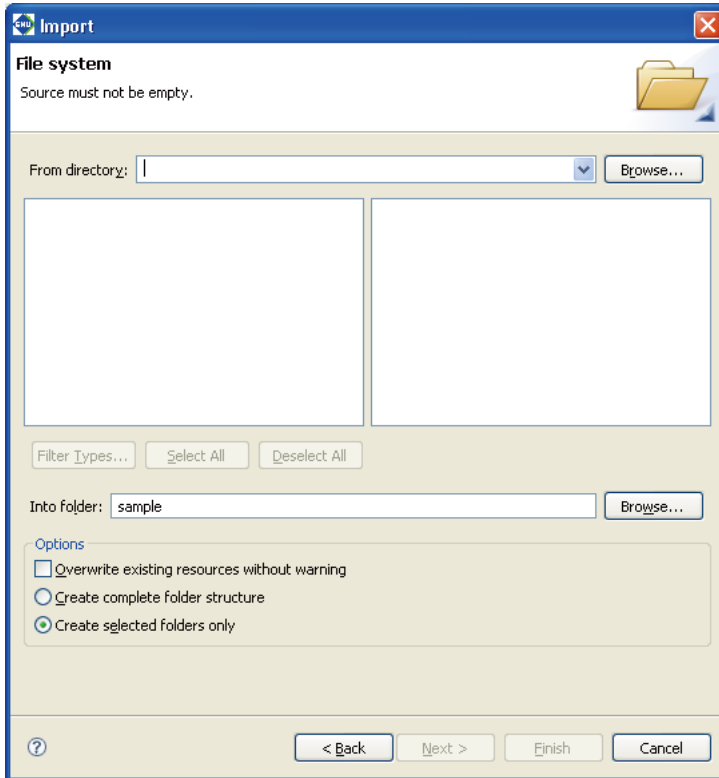 GNU Import
File system
Source must not be empty.
From directory: Browse...
Filter Types... Select All Deselect All
Into folder: sample Browse...
Options
Overwrite existing resources without warning
Create complete folder structure
Create selected folders only
? < Back Next > Finish Cancel